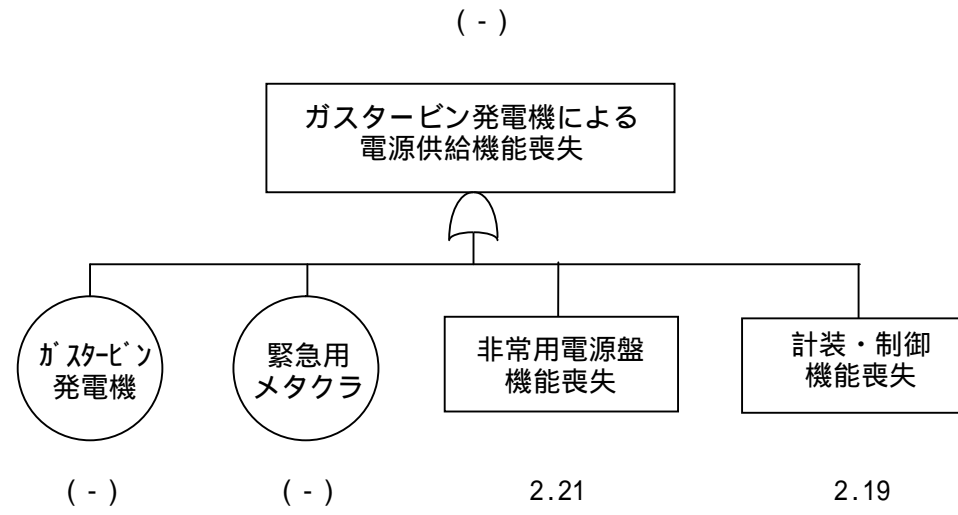 ( - )
ガスタービン発電機による
電源供給機能喪失
ｶﾞｽﾀｰﾋﾞﾝ
発電機
緊急用
メタクラ
非常用電源盤
機能喪失
計装・制御
機能喪失
( - )
( - )
2.21
2.19